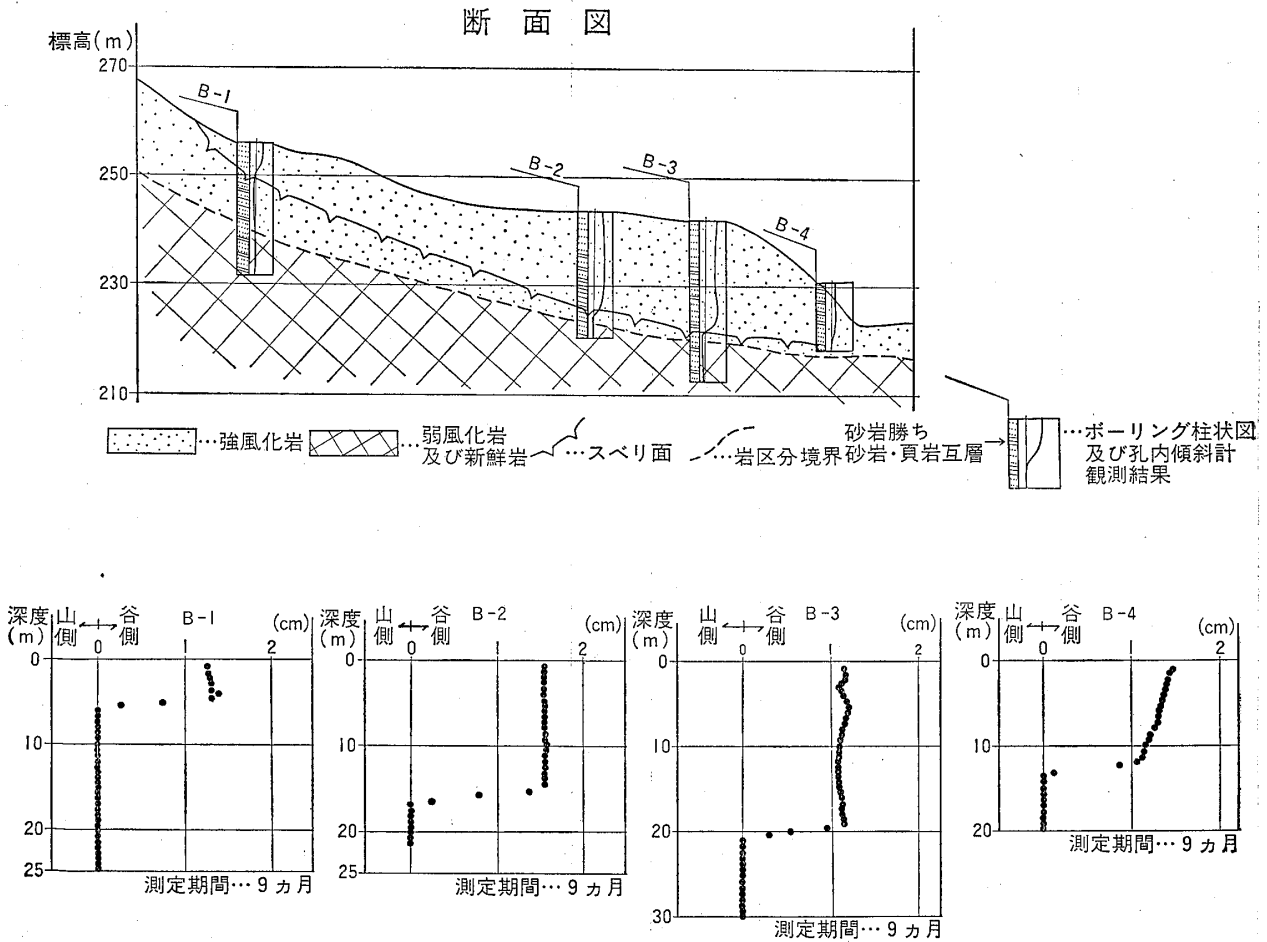 断面図
標高(m)
270
250
230
210
B-1
B-2
B-3
B-4
…強風化岩
…弱風化岩
及び新鮮岩
…スベリ面
…岩区分境界
砂岩勝ち
砂岩・頁岩互層
…ボーリング柱状図
及び孔内傾斜計
観測結果
深度(m)
山側
谷側
B-1
(cm)
0 1 2
0
10
20
25
測定期間…9ヵ月
深度(m)
山側
谷側
B-2
(cm)
0 1 2
0
10
20
25
測定期間…9ヵ月
深度(m)
山側
谷側
B-3
(cm)
0 1 2
0
10
20
30
測定期間…9ヵ月
深度(m)
山側
谷側
B-4
(cm)
0 1 2
0
10
20
測定期間…9ヵ月